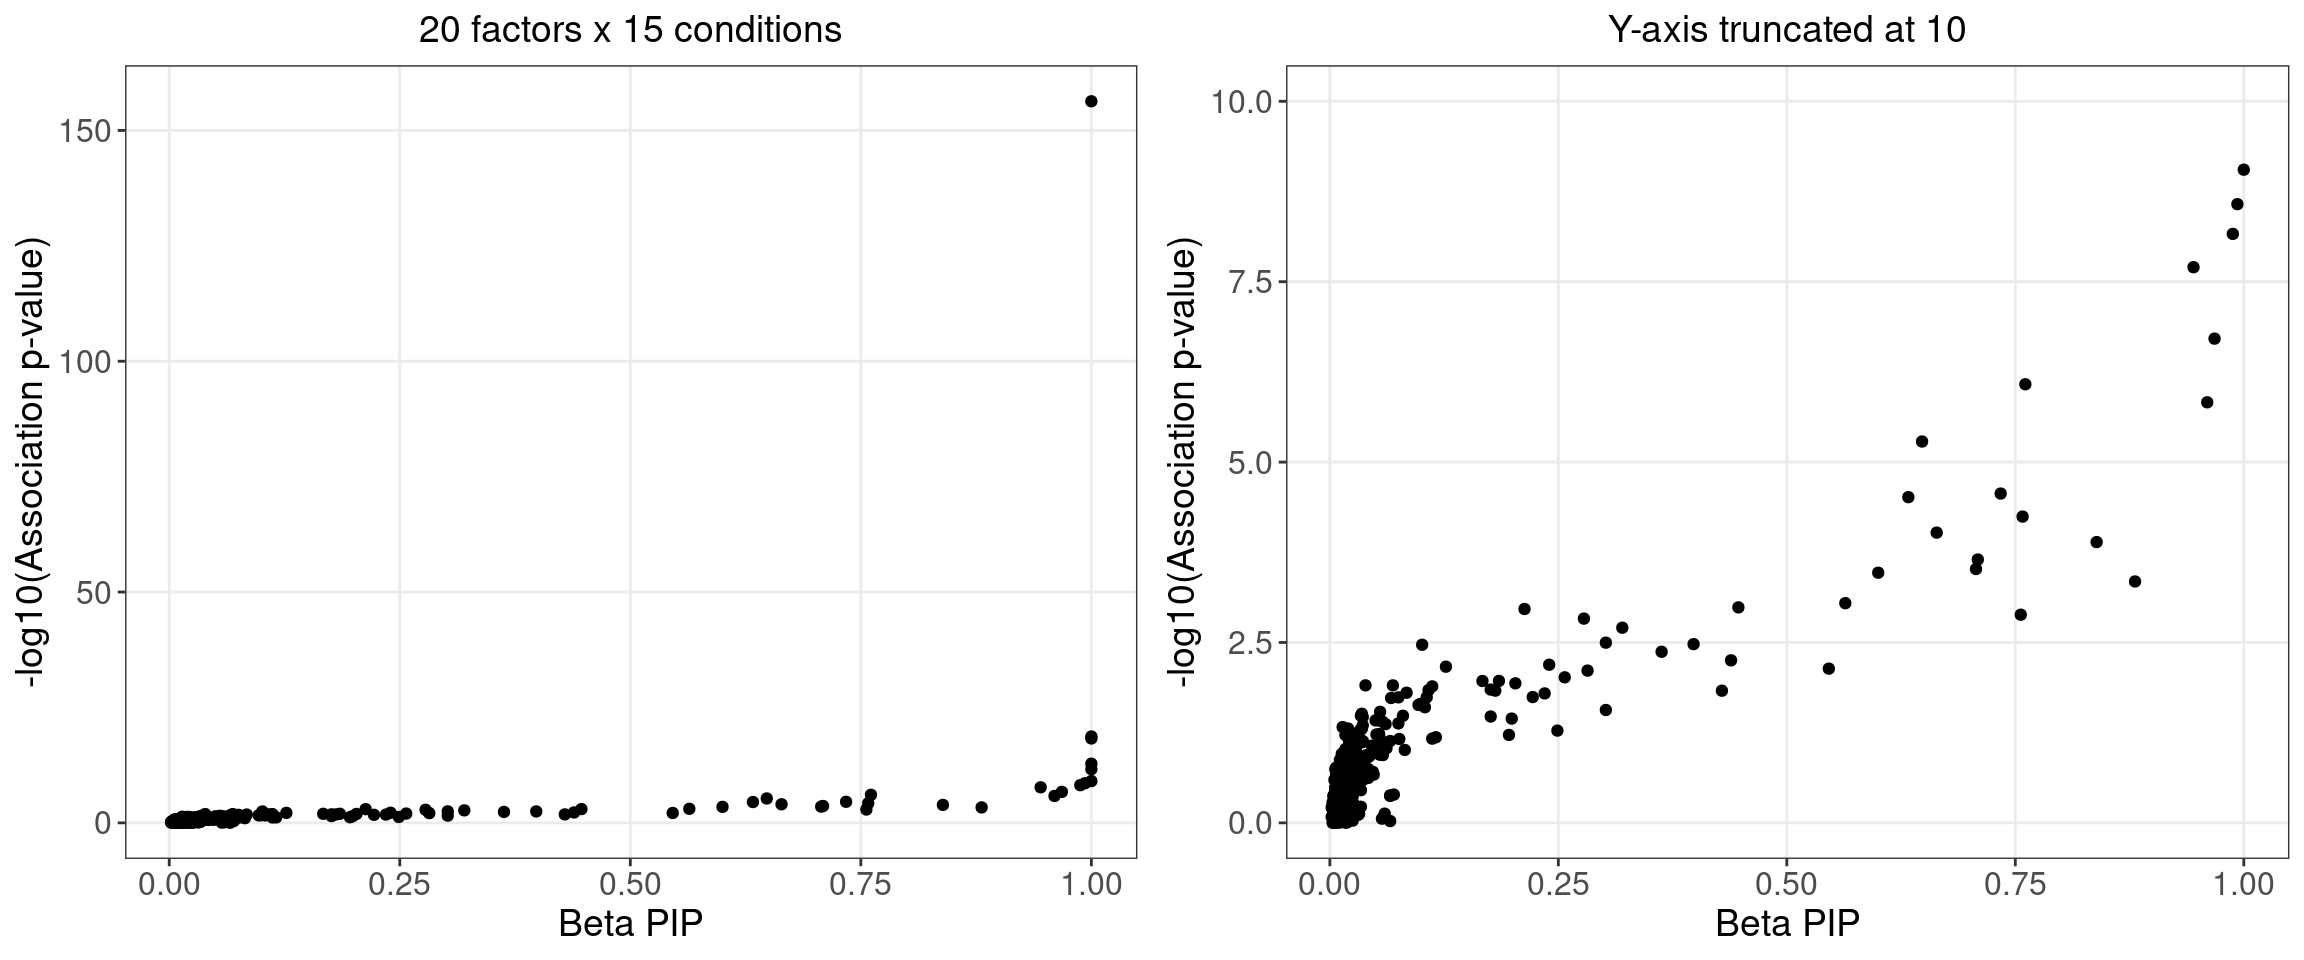 20 factors x 15 conditions
-log10(Association p-value)
150
100
50
0
0.00 0.25 0.50 0.75 1.00
Beta PIP
Y-axis truncated at 10
-log10(Association p-value)
10.0
7.5
5.0
2.5
0.0
0.00 0.25 0.50 0.75 1.00
Beta PIP